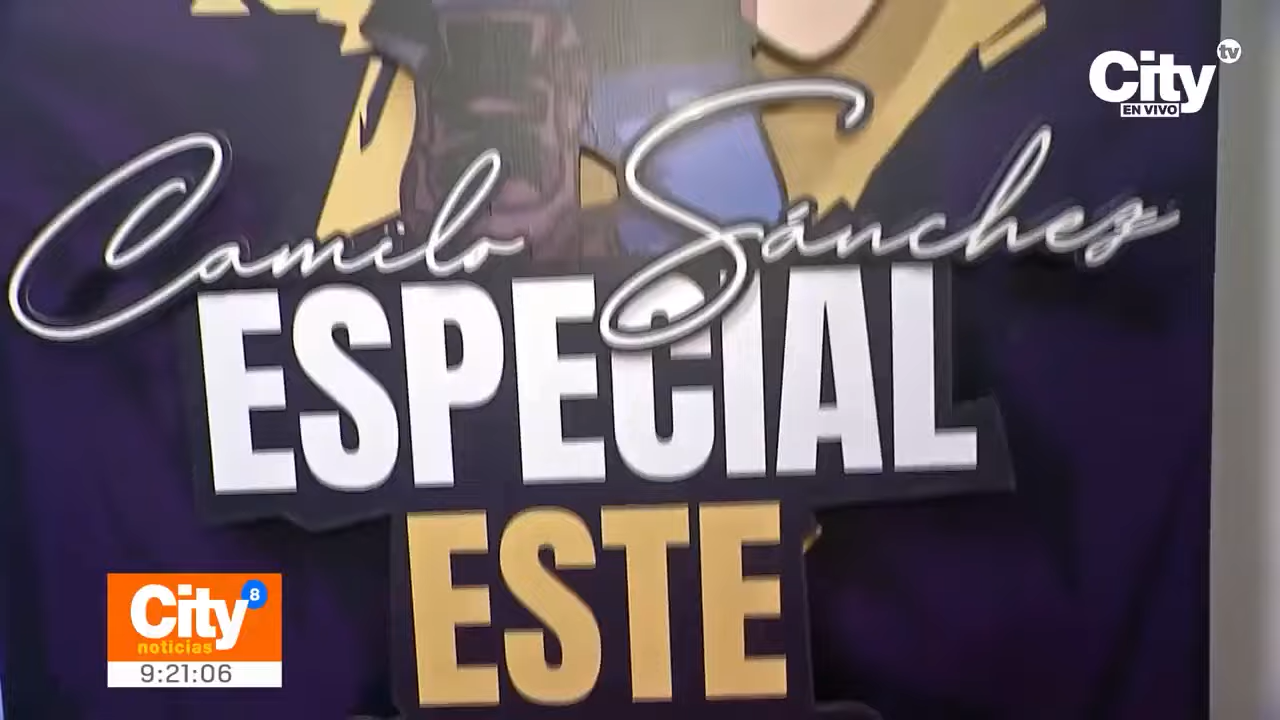 City tv
EN VIVO
Camilo Sánchez
ESPECIAL
ESTE
City 8
noticias
9:21:06